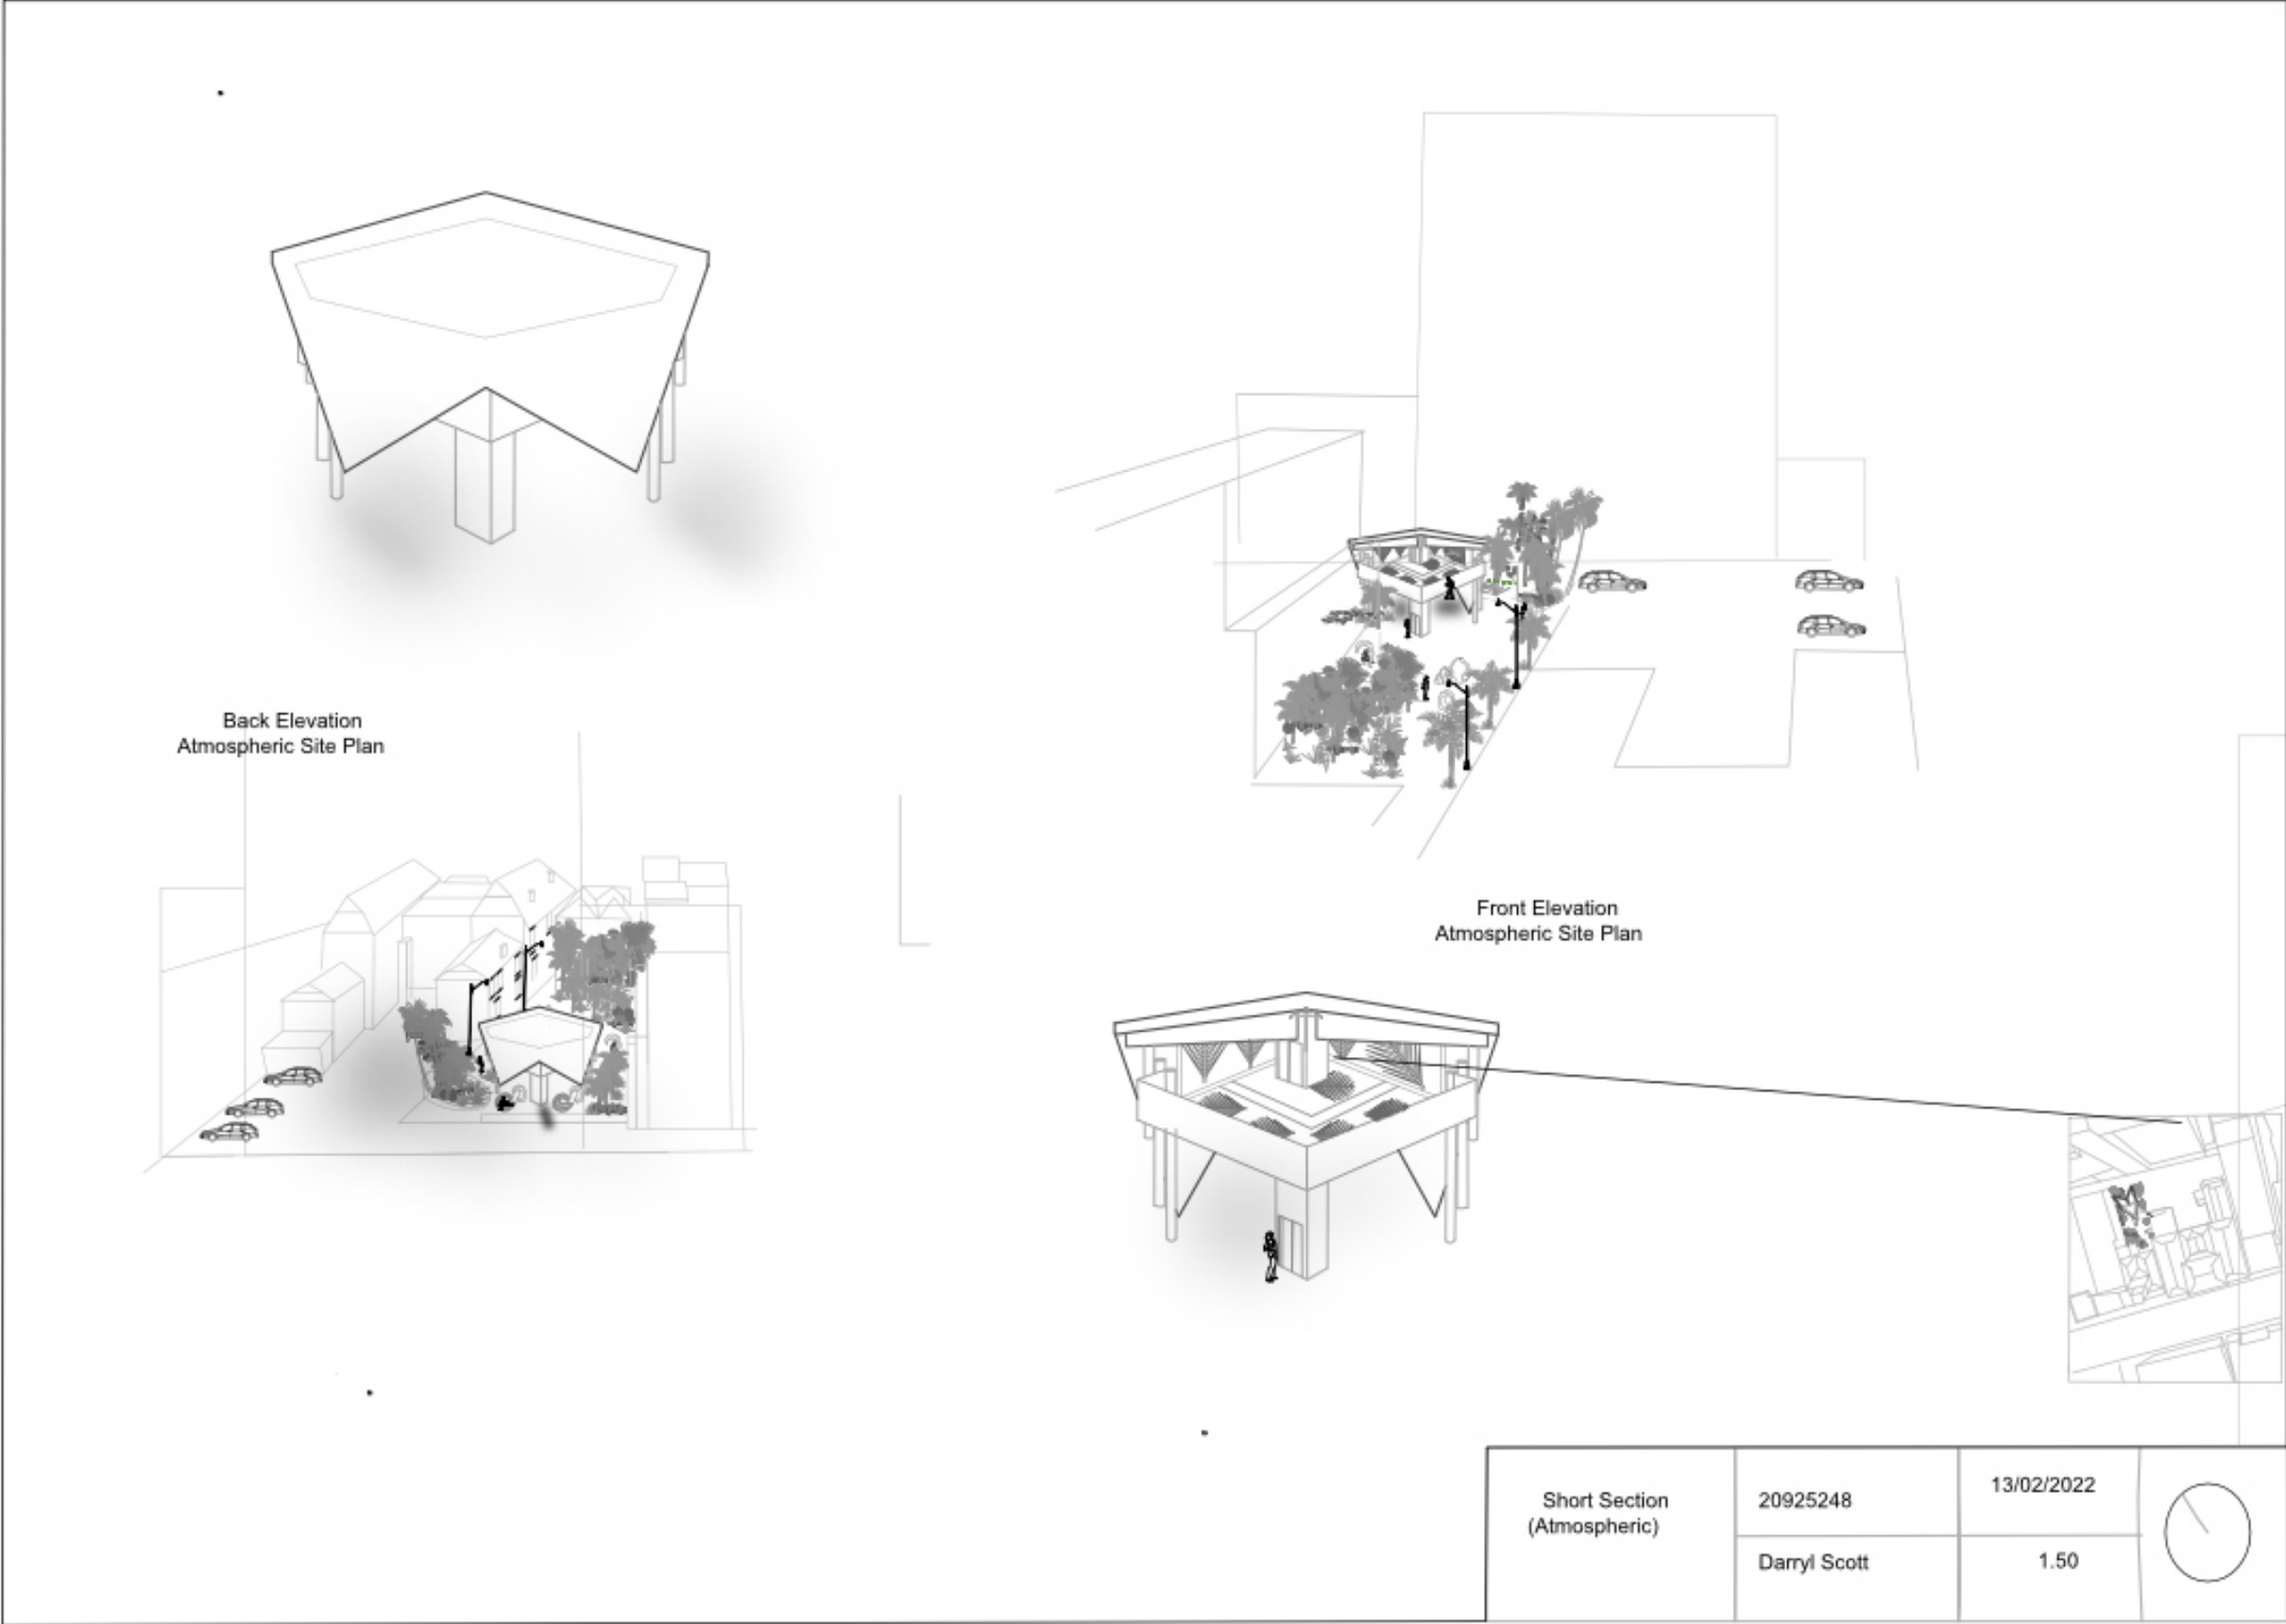 Back Elevation
Atmospheric Site Plan
Front Elevation
Atmospheric Site Plan
Short Section
(Atmospheric)
20925248
13/02/2022
Darryl Scott
1.50